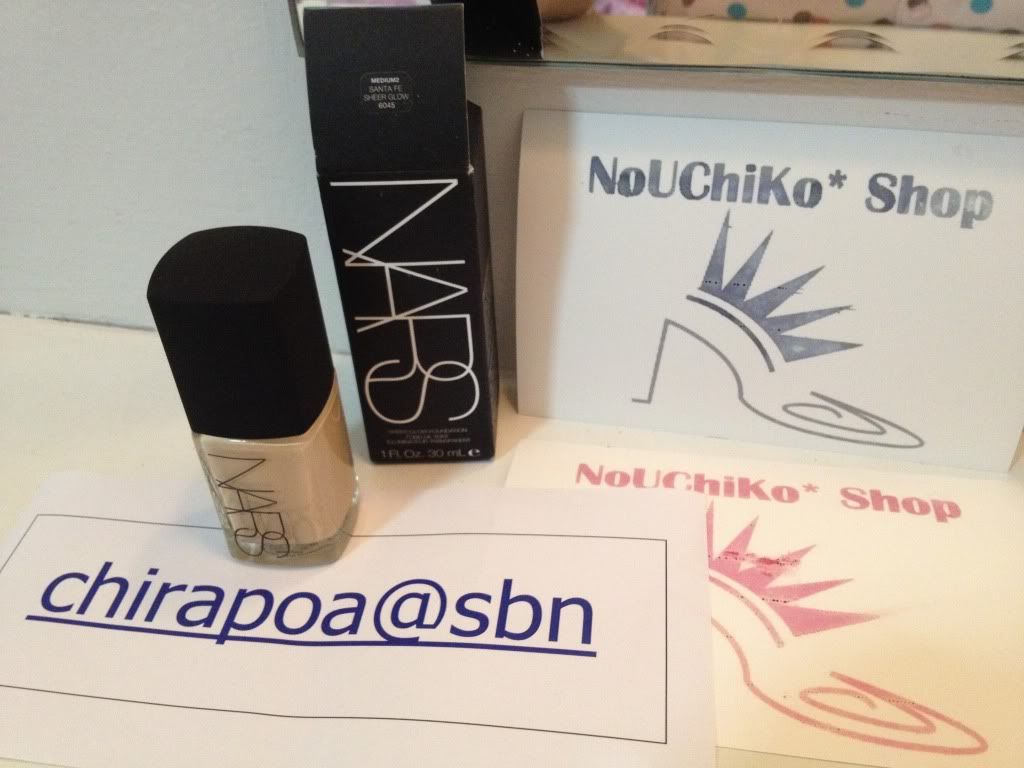 MEDIUM2
SANTA FE
SHEER GLOW
6045
NARS
1 Fl. Oz. 30 mL e
NARS
NoUChiKo* Shop
NoUChiKo* Shop
chirapoa@sbn